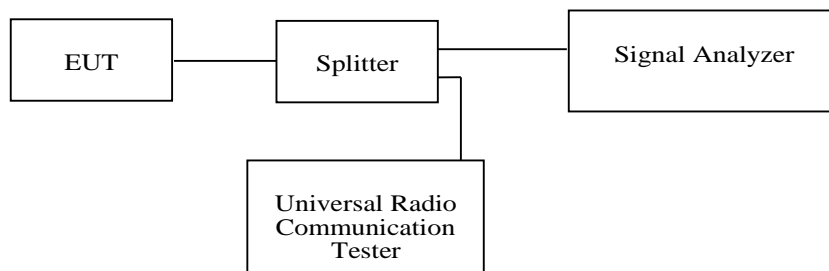 EUT
Splitter
Signal Analyzer
Universal Radio
Communication
Tester